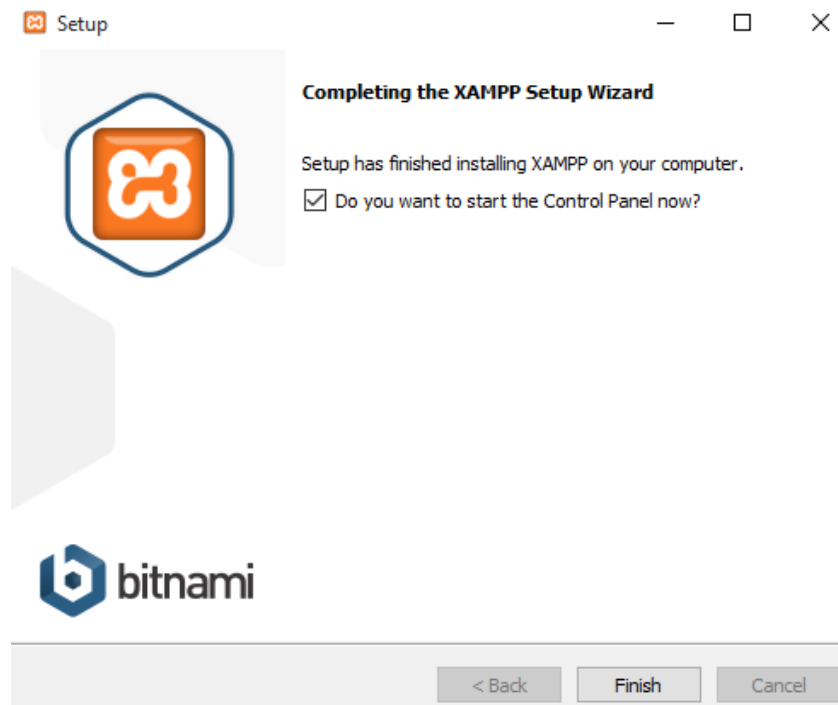 Setup
Completing the XAMPP Setup Wizard
Setup has finished installing XAMPP on your computer.
Do you want to start the Control Panel now?
bitnami
< Back
Finish
Cancel